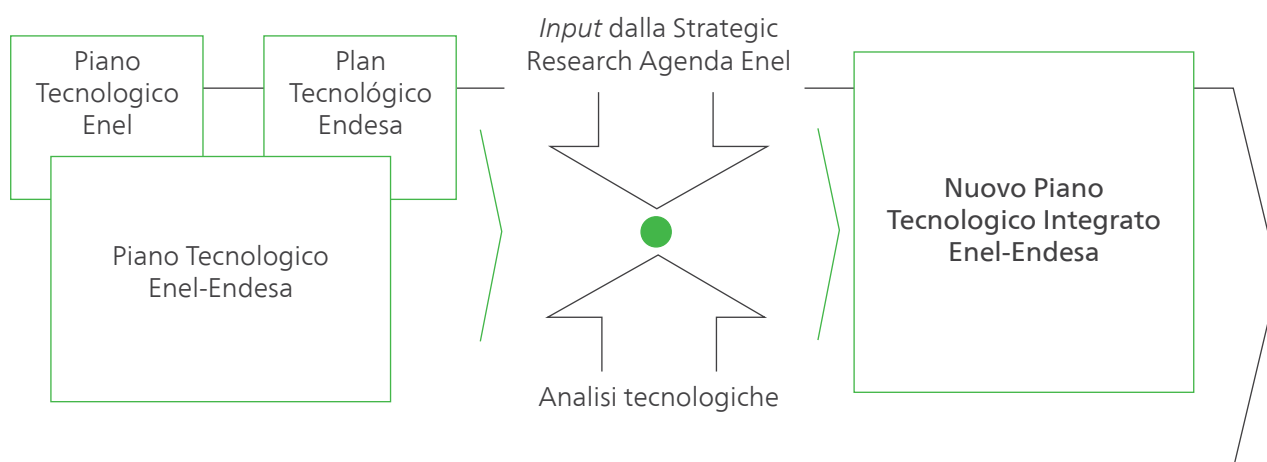 Piano
Tecnologico
Enel
Plan
Tecnológico
Endesa
Piano Tecnologico
Enel-Endesa
Input dalla Strategic
Research Agenda Enel
Analisi tecnologiche
Nuovo Piano
Tecnologico Integrato
Enel-Endesa